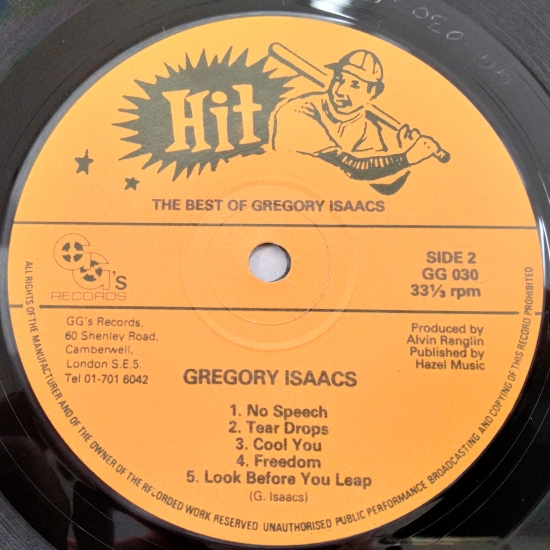 Hit
THE BEST OF GREGORY ISAACS
GG's
RECORDS
SIDE 2
GG 030
33⅓ rpm
GG's Records,
60 Shenley Road,
Camberwell,
London S.E.5.
Tel 01-701 6042
Produced by
Alvin Ranglin
Published by
Hazel Music
GREGORY ISAACS
1. No Speech
2. Tear Drops
3. Cool You
4. Freedom
5. Look Before You Leap
(G. Isaacs)
ALL RIGHTS OF THE MANUFACTURER AND OF THE OWNER OF THE RECORDED WORK RESERVED UNAUTHORISED PUBLIC PERFORMANCE BROADCASTING AND COPYING OF THIS RECORD PROHIBITED